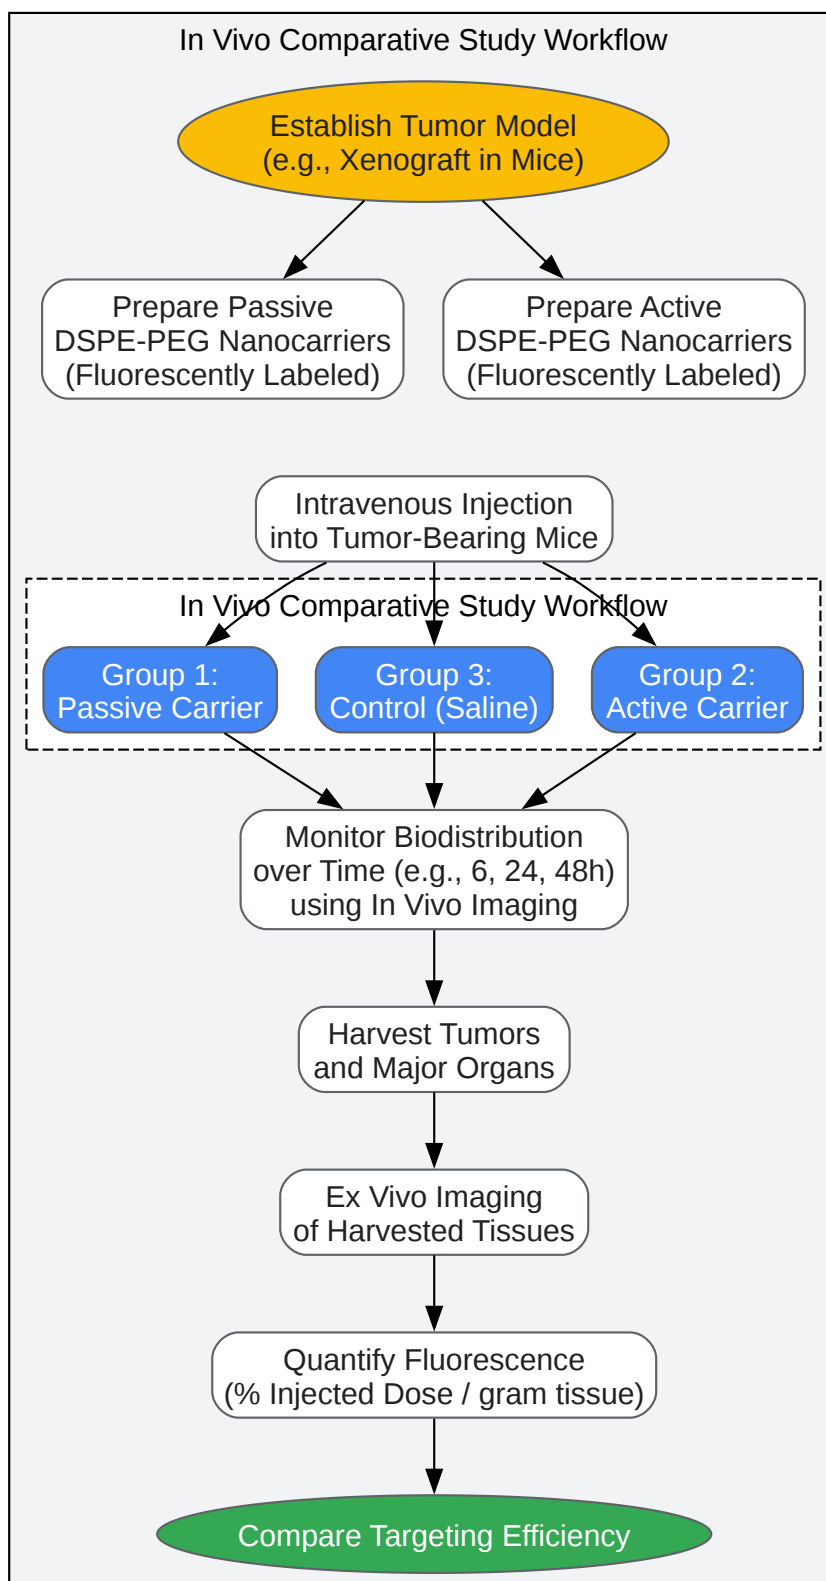 In Vivo Comparative Study Workflow
Establish Tumor Model
(e.g., Xenograft in Mice)
Prepare Passive
DSPE-PEG Nanocarriers
(Fluorescently Labeled)
Prepare Active
DSPE-PEG Nanocarriers
(Fluorescently Labeled)
Intravenous Injection
into Tumor-Bearing Mice
In Vivo Comparative Study Workflow
Group 1:
Passive Carrier
Group 3:
Control (Saline)
Group 2:
Active Carrier
Monitor Biodistribution
over Time (e.g., 6, 24, 48h)
using In Vivo Imaging
Harvest Tumors
and Major Organs
Ex Vivo Imaging
of Harvested Tissues
Quantify Fluorescence
(% Injected Dose / gram tissue)
Compare Targeting Efficiency